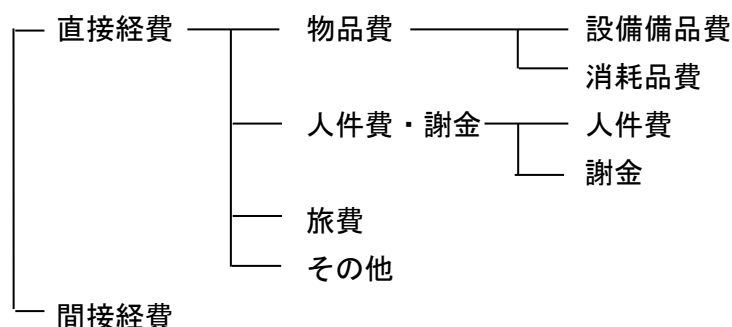 直接経費 物品費 設備備品費
消耗品費
人件費・謝金 人件費
謝金
旅費
その他
間接経費